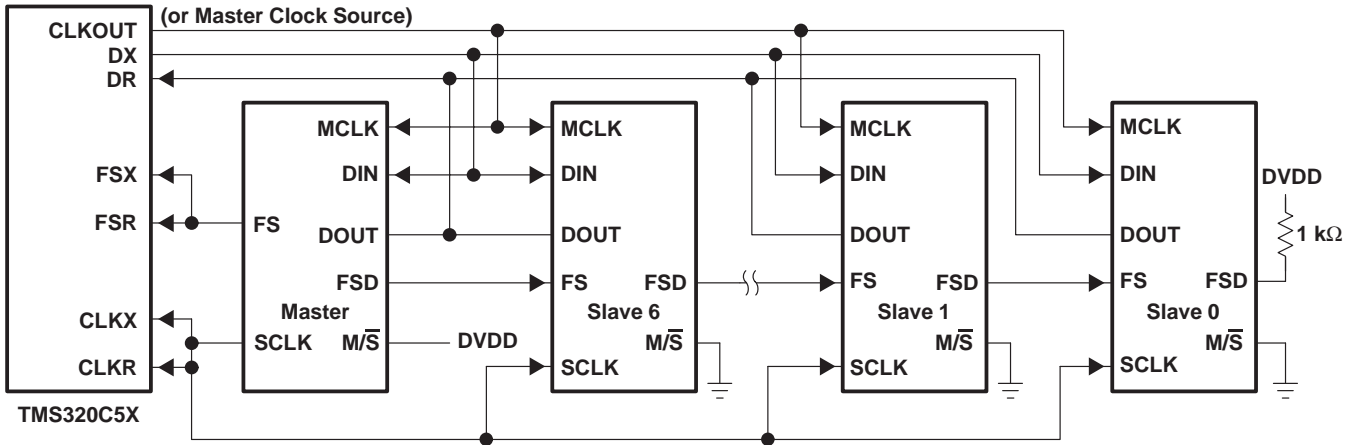 (or Master Clock Source)
CLKOUT
DX
DR
FSX
FSR
CLKX
CLKR
TMS320C5X
MCLK
DIN
FS
DOUT
FSD
Master
SCLK
M/S̅
DVDD
MCLK
DIN
DOUT
FS
FSD
Slave 6
M/S̅
SCLK
MCLK
DIN
DOUT
FS
FSD
Slave 1
M/S̅
SCLK
MCLK
DIN
DOUT
FS
FSD
Slave 0
M/S̅
SCLK
DVDD
1 kΩ